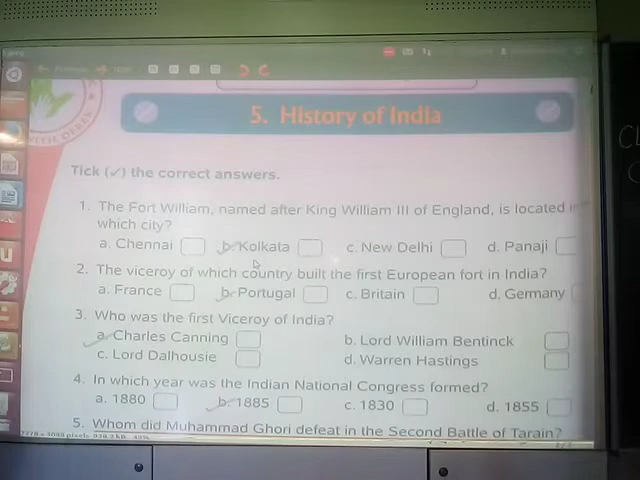 5. History of India
Tick (✓) the correct answers.
1. The Fort William, named after King William III of England, is located
which city?
a. Chennai b. Kolkata c. New Delhi d. Panaji
2. The viceroy of which country built the first European fort in India?
a. France b. Portugal c. Britain d. Germany
3. Who was the first Viceroy of India?
a. Charles Canning b. Lord William Bentinck
c. Lord Dalhousie d. Warren Hastings
4. In which year was the Indian National Congress formed?
a. 1880 b. 1885 c. 1830 d. 1855
5. Whom did Muhammad Ghori defeat in the Second Battle of Tarain?